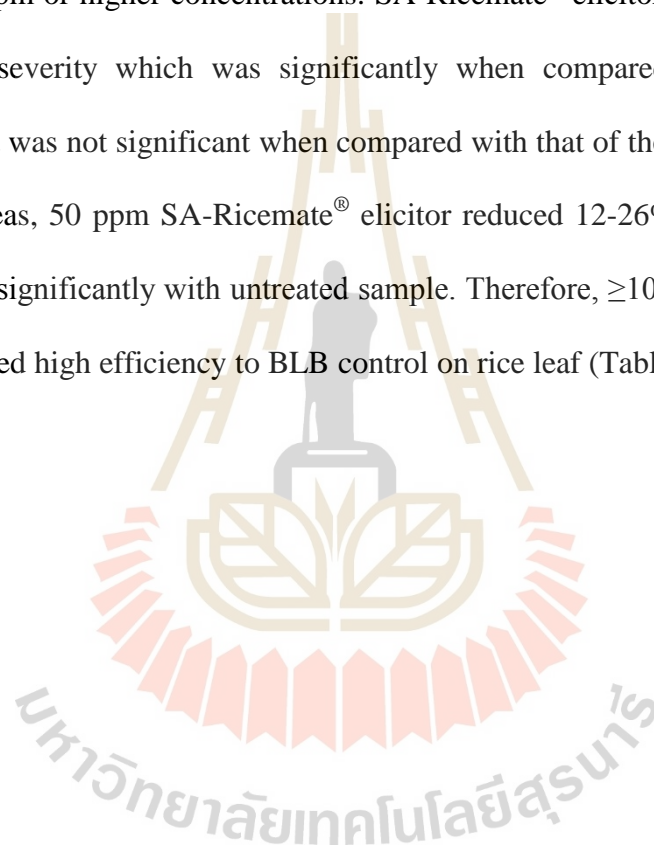 pm or higher concentrations. SA-Ricemate® elicitor
severity which was significantly when compared
was not significant when compared with that of the
eas, 50 ppm SA-Ricemate® elicitor reduced 12-26%
significantly with untreated sample. Therefore, ≥10
ed high efficiency to BLB control on rice leaf (Tabl
มหาวิทยาลัยเทคโนโลยีสุรนารี